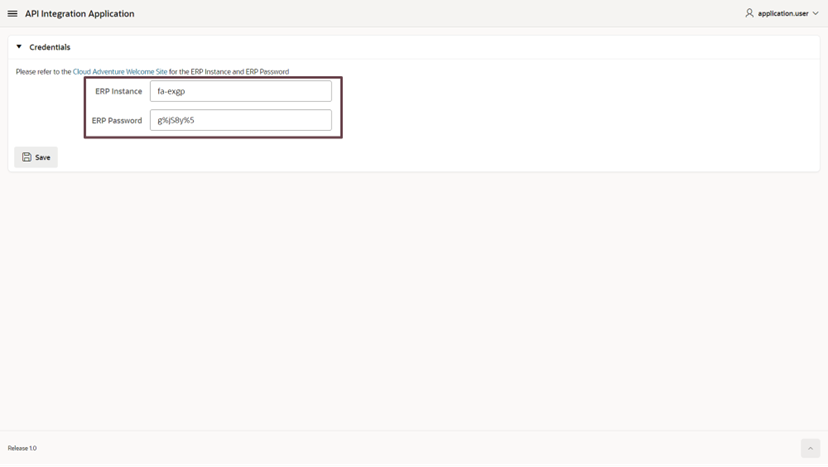 API Integration Application
application.user
Credentials
Please refer to the Cloud Adventure Welcome Site for the ERP Instance and ERP Password
ERP Instance fa-exgp
ERP Password g%JS8y%5
Save
Release 1.0